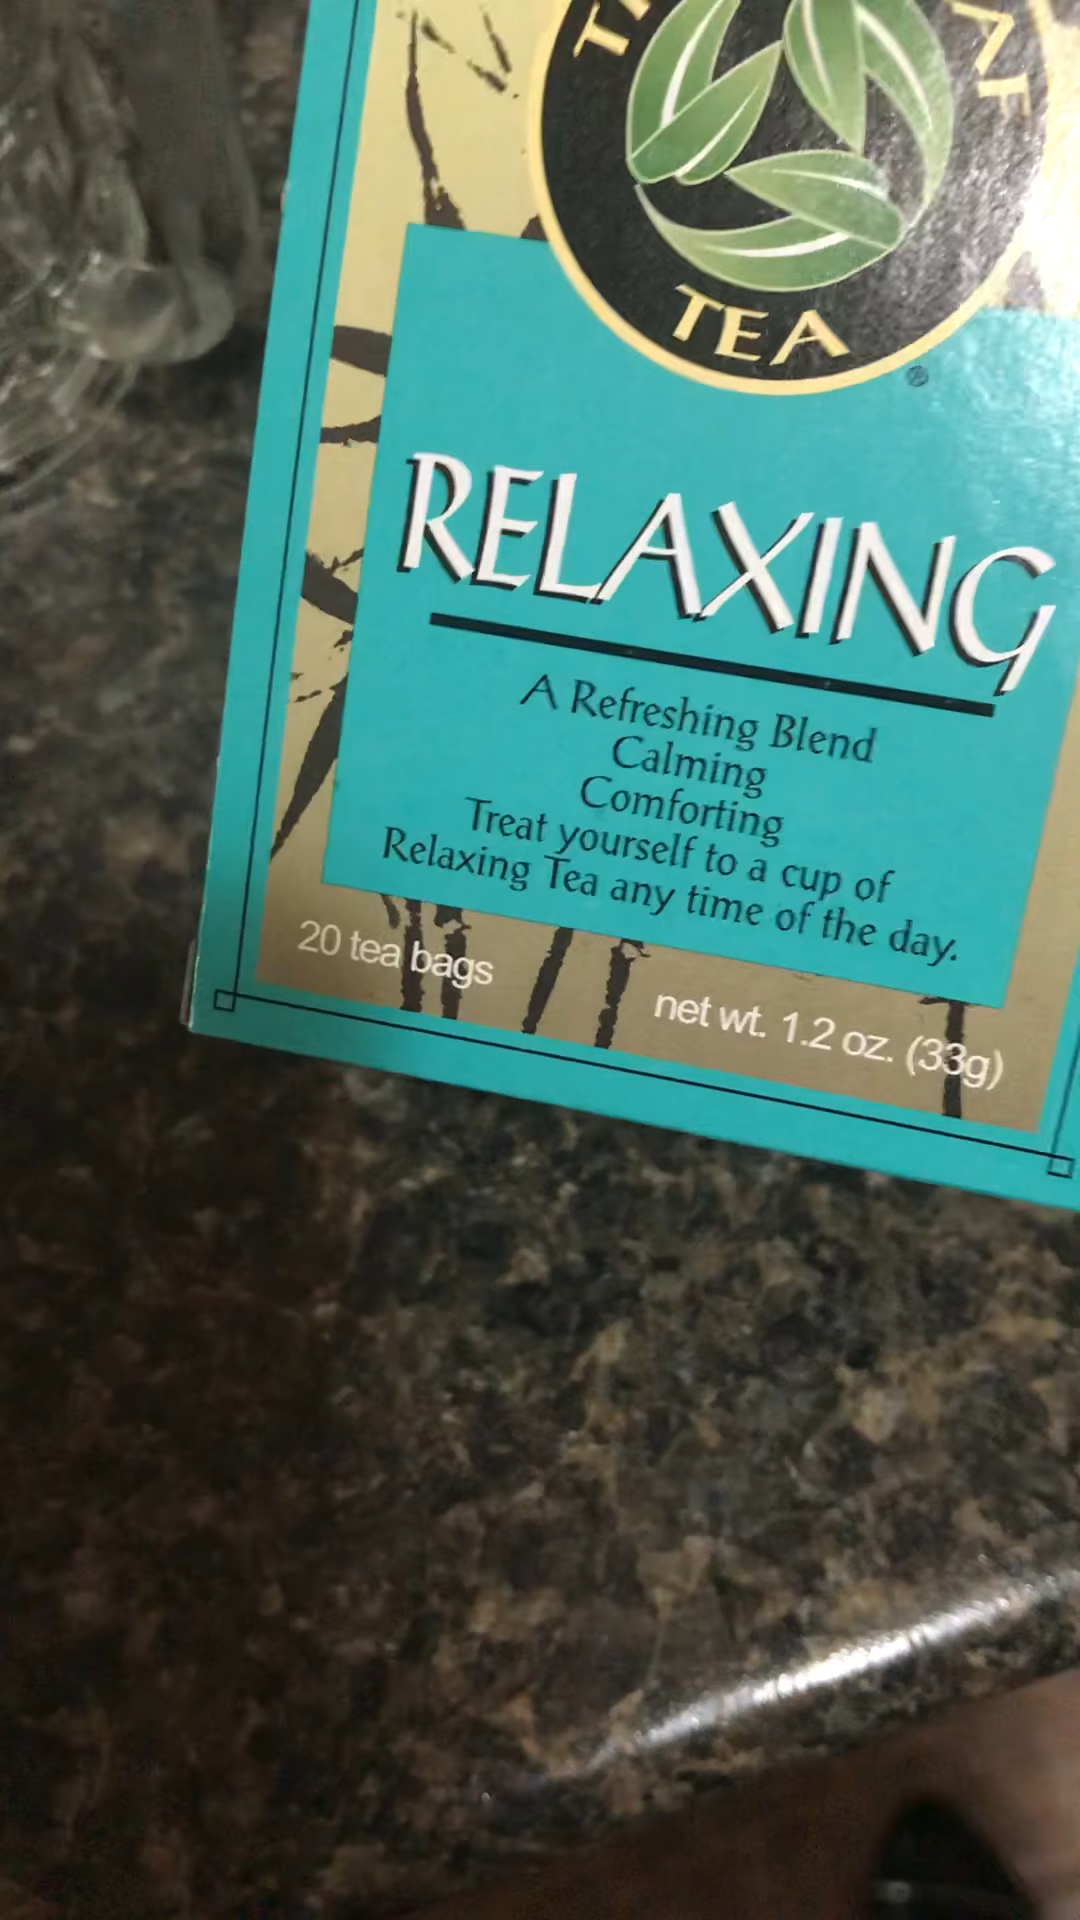 TEA
®
RELAXING
A Refreshing Blend
Calming
Comforting
Treat yourself to a cup of
Relaxing Tea any time of the day.
20 tea bags
net wt. 1.2 oz. (33g)